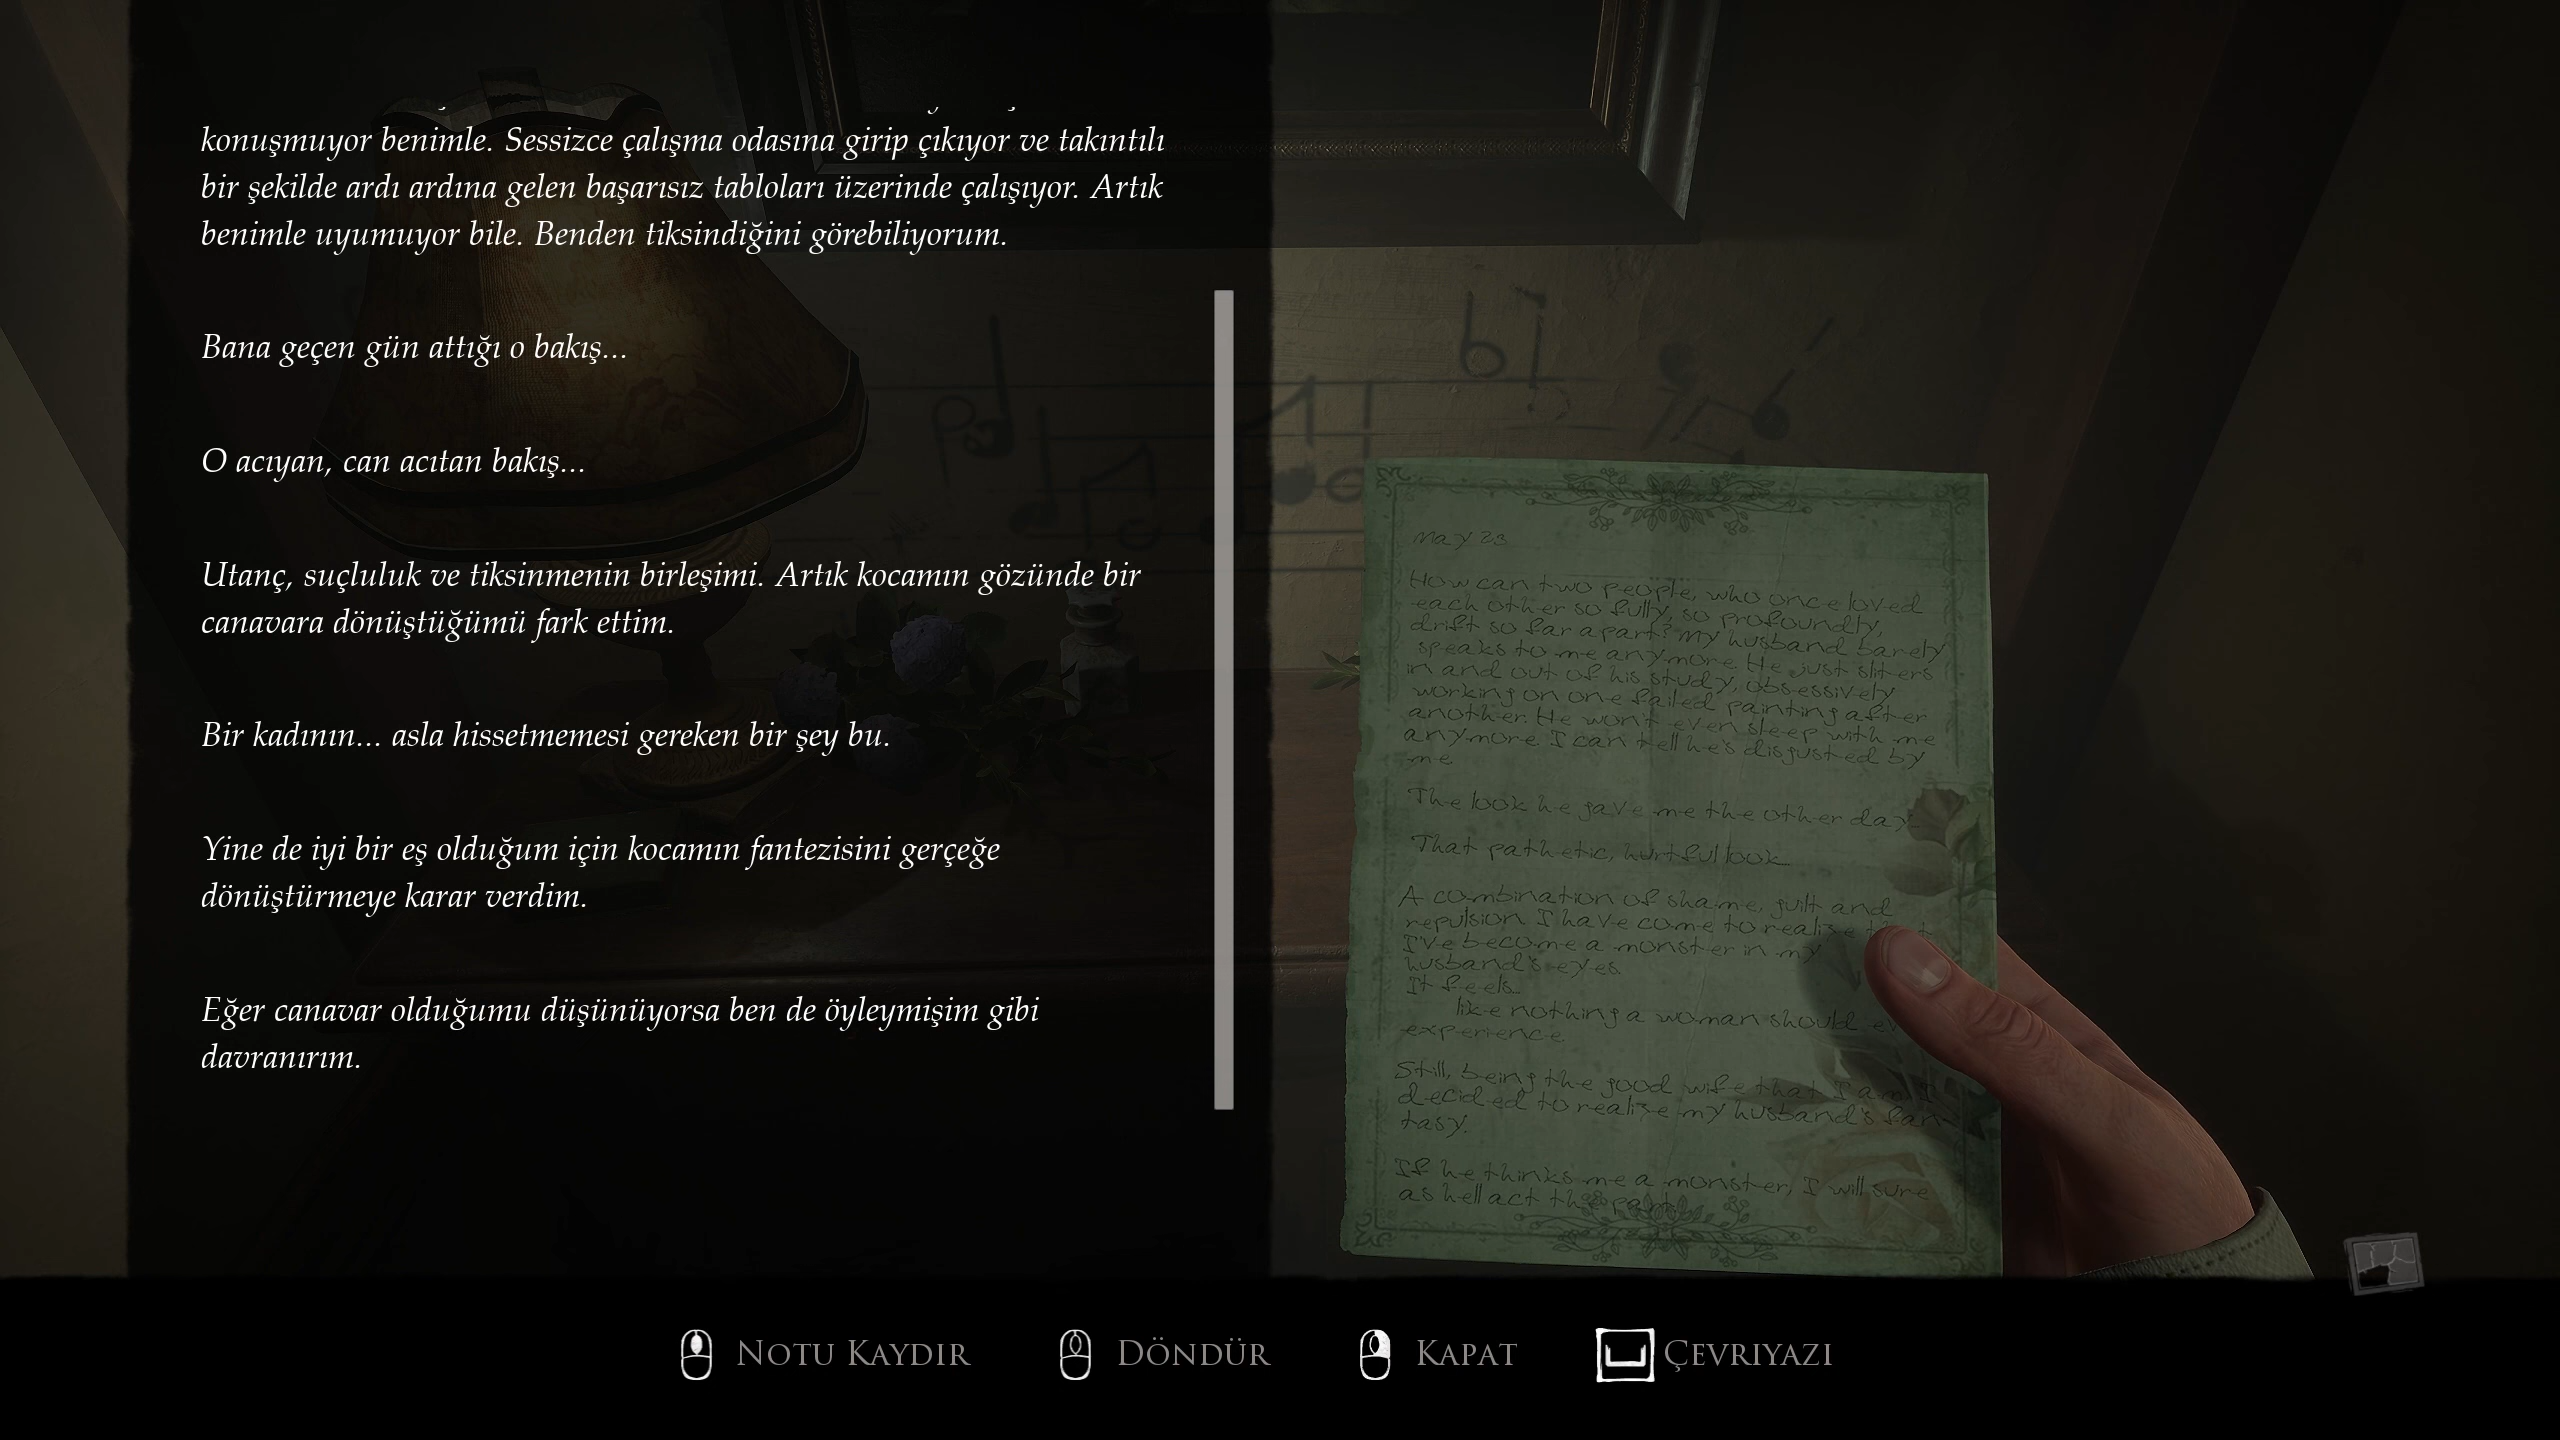 konuşmuyor benimle. Sessizce çalışma odasına girip çıkıyor ve takıntılı
bir şekilde ardı ardına gelen başarısız tabloları üzerinde çalışıyor. Artık
benimle uyumuyor bile. Benden tiksindiğini görebiliyorum.
Bana geçen gün attığı o bakış...
O acıyan, can acıtan bakış...
Utanç, suçluluk ve tiksinmenin birleşimi. Artık kocamın gözünde bir
canavara dönüştüğümü fark ettim.
Bir kadının... asla hissetmemesi gereken bir şey bu.
Yine de iyi bir eş olduğum için kocamın fantezisini gerçeğe
dönüştürmeye karar verdim.
Eğer canavar olduğumu düşünüyorsa ben de öyleymişim gibi
davranırım.
May 23
How can two people, who once loved
each other so fully, so profoundly,
drift so far apart? My husband barely
speaks to me anymore. He just sliters
in and out of his study, obsessively
working on one failed painting after
another. He won't even sleep with me
anymore. I can tell he's disgusted by
me.
The look he gave me the other day
That pathetic, hurtful look...
A combination of shame, guilt and
repulsion. I have come to realize
I've become a monster in my
husband's eyes.
It feels...
like nothing a woman should
experience.
Still, being the good wife that I am I
decided to realise my husband's fan-
tasy.
If he thinks me a monster, I will sure
as hell act the part.
NOTU KAYDIR
DÖNDÜR
KAPAT
ÇEVRIYAZI